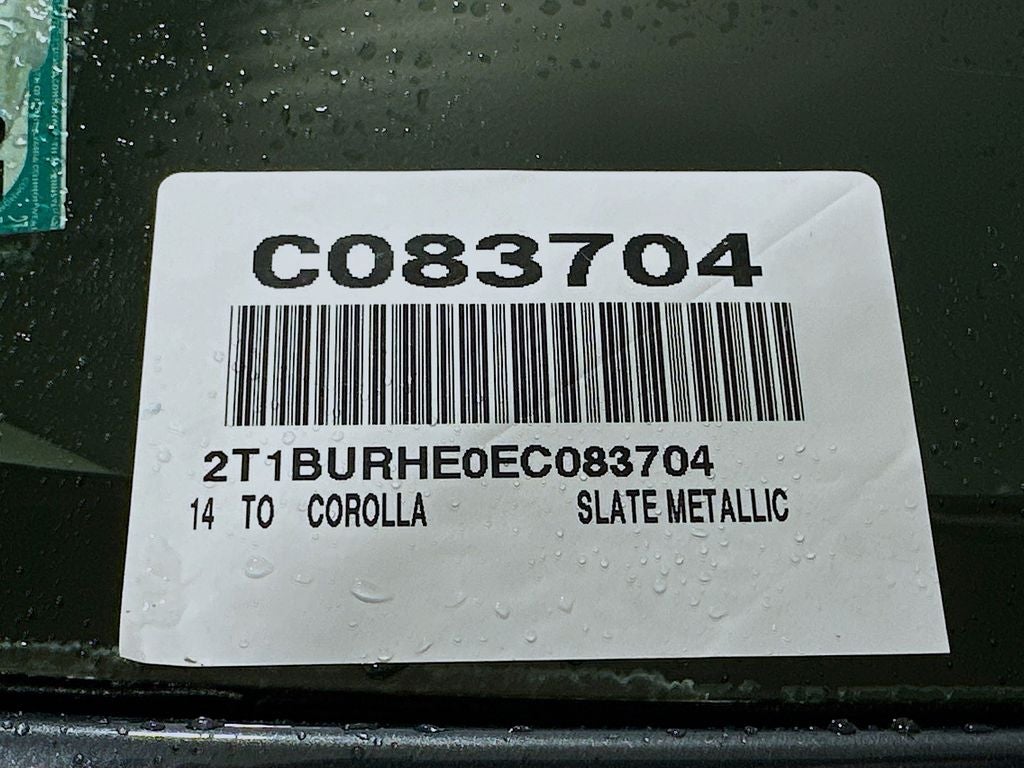 C083704
2T1BURHE0EC083704
14 TO COROLLA SLATE METALLIC